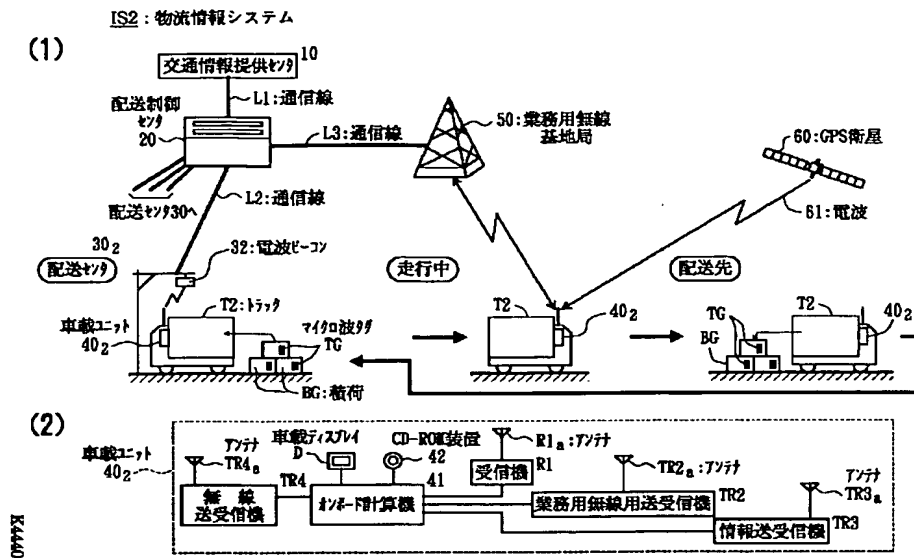 IS2：物流情報システム
(1)
交通情報提供ｾﾝﾀ
10
L1:通信線
配送制御
ｾﾝﾀ
20
L3:通信線
50:業務用無線
基地局
60:GPS衛星
61:電波
配送ｾﾝﾀ30へ
L2:通信線
30₂
配送ｾﾝﾀ
32:電波ﾋﾞｰｺﾝ
走行中
配送先
T2:トラック
車載ユニット
40₂
マイクロ波タグ
TG
BG:積荷
T2
40₂
TG
BG
T2
40₂
(2)
車載ユニット
40₂
アンテナ
TR4a
無線
送受信機
TR4
車載ディスプレイ
D
CD-ROM装置
42
41
オンボード計算機
R1a:アンテナ
受信機
R1
TR2a:アンテナ
業務用無線用送受信機
TR2
アンテナ
TR3a
情報送受信機
TR3
K4440